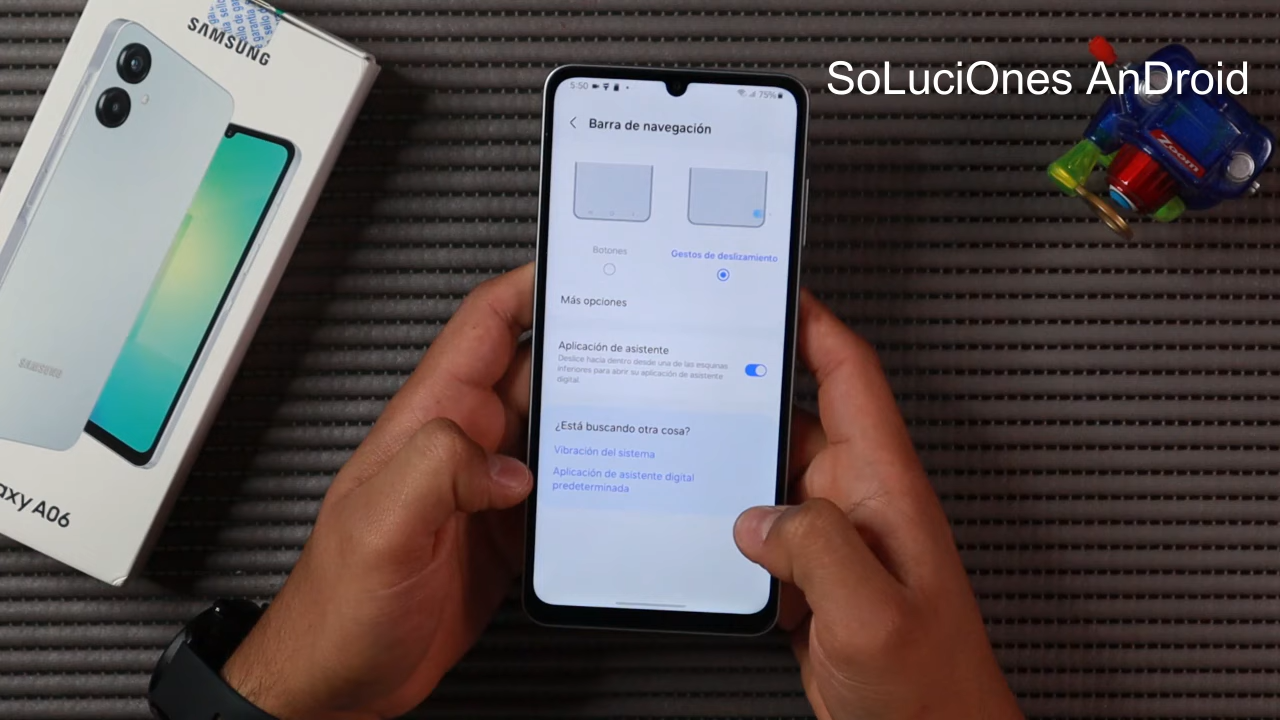 SoLuciOnes AnDroid
SAMSUNG
SAMSUNG
axy A06
Zoom
5:50
75%
Barra de navegación
Botones
Gestos de deslizamiento
Más opciones
Aplicación de asistente
Deslice hacia dentro desde una de las esquinas
inferiores para abrir su aplicación de asistente
digital.
¿Está buscando otra cosa?
Vibración del sistema
Aplicación de asistente digital
predeterminada